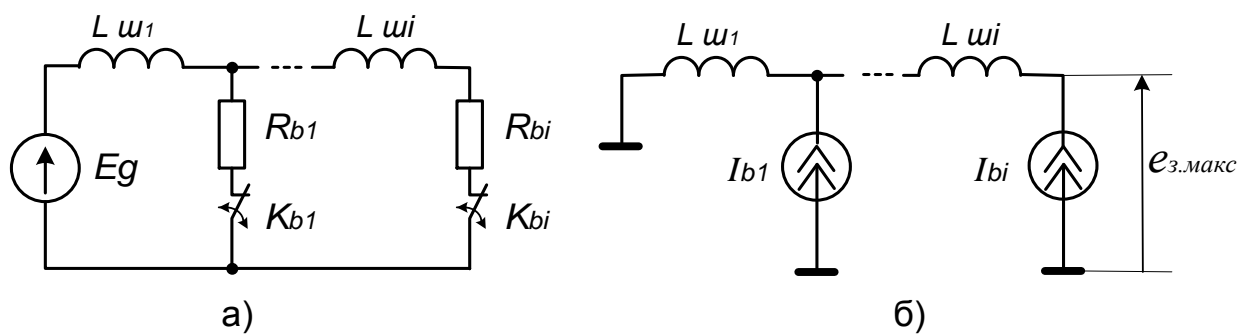 L ш1
L шi
Eg
Rb1
Rbi
Kb1
Kbi
а)
L ш1
L шi
Ib1
Ibi
eз.макс
б)